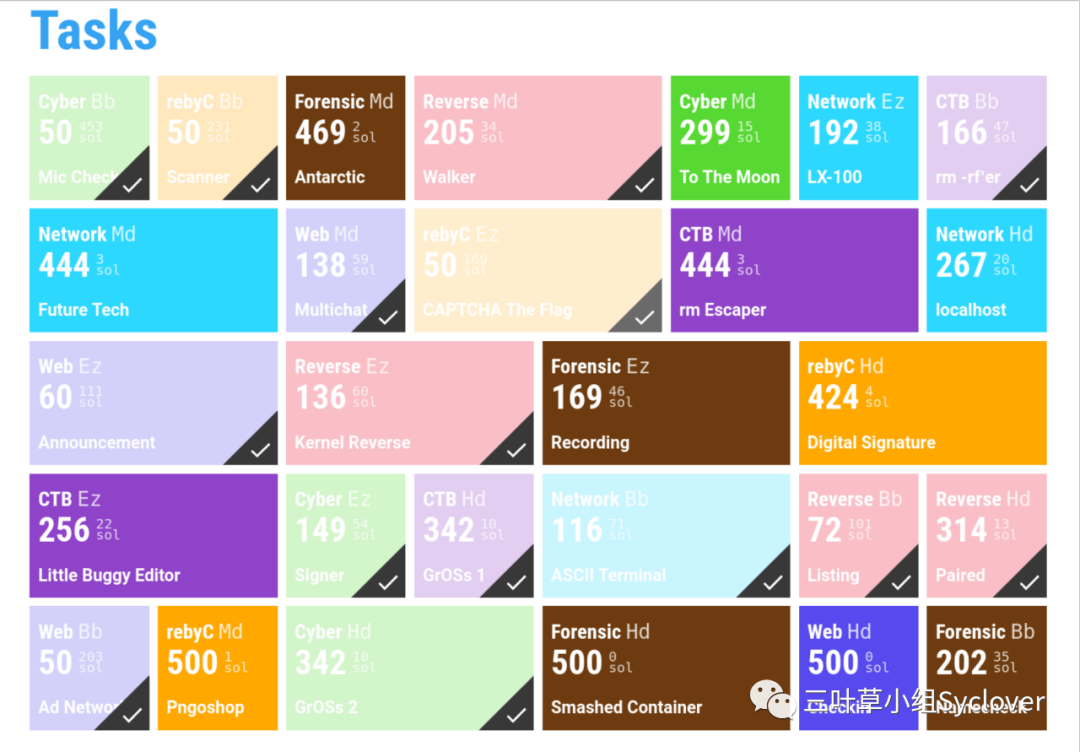 Tasks
Cyber Bb
50 453 sol
Mic Check
rebyC Bb
50 231 sol
Scanner
Forensic Md
469 2 sol
Antarctic
Reverse Md
205 34 sol
Walker
Cyber Md
299 15 sol
To The Moon
Network Ez
192 38 sol
LX-100
CTB Bb
166 47 sol
rm -rf'er
Network Md
444 3 sol
Future Tech
Web Md
138 59 sol
Multichat
rebyC Ez
50 169 sol
CAPTCHA The Flag
CTB Md
444 3 sol
rm Escaper
Network Hd
267 20 sol
localhost
Web Ez
60 111 sol
Announcement
Reverse Ez
136 60 sol
Kernel Reverse
Forensic Ez
169 46 sol
Recording
rebyC Hd
424 4 sol
Digital Signature
CTB Ez
256 22 sol
Little Buggy Editor
Cyber Ez
149 54 sol
Signer
CTB Hd
342 10 sol
GrOSs 1
Network Bb
116 71 sol
ASCII Terminal
Reverse Bb
72 101 sol
Listing
Reverse Hd
314 13 sol
Paired
Web Bb
50 203 sol
Ad Networ
rebyC Md
500 1 sol
Pngoshop
Cyber Hd
342 10 sol
GrOSs 2
Forensic Hd
500 0 sol
Smashed Container
Web Hd
500 0 sol
Checkin
Forensic Bb
202 35 sol
Namecheck
三叶草小组Syclover